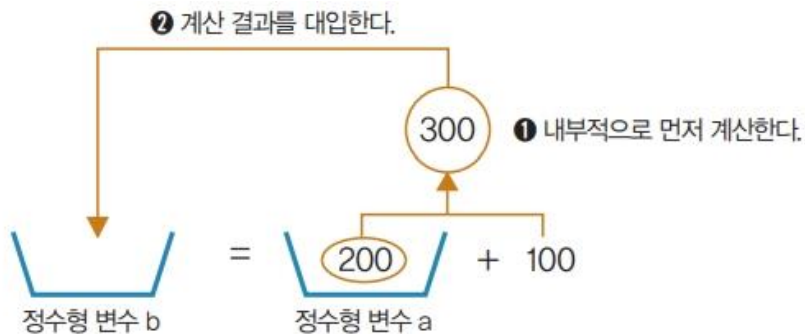 ❷ 계산 결과를 대입한다.
300
❶ 내부적으로 먼저 계산한다.
= 200 + 100
정수형 변수 b
정수형 변수 a